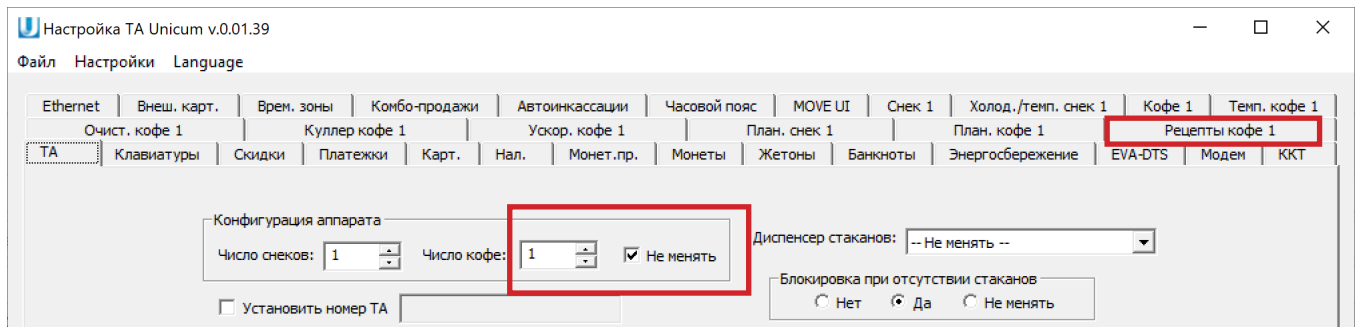 Настройка TA Unicum v.0.01.39
Файл Настройки Language
Ethernet Внеш. карт. Врем. зоны Комбо-продажи Автоинкассации Часовой пояс MOVE UI Снек 1 Холод./темп. снек 1 Кофе 1 Темп. кофе 1
Очист. кофе 1 Куллер кофе 1 Ускор. кофе 1 План. снек 1 План. кофе 1 Рецепты кофе 1
ТА Клавиатуры Скидки Платежки Карт. Нал. Монет.пр. Монеты Жетоны Банкноты Энергосбережение EVA-DTS Модем ККТ
Конфигурация аппарата
Число снеков: 1 Число кофе: 1 Не менять
Диспенсер стаканов: -- Не менять --
Блокировка при отсутствии стаканов
Нет Да Не менять
Установить номер ТА